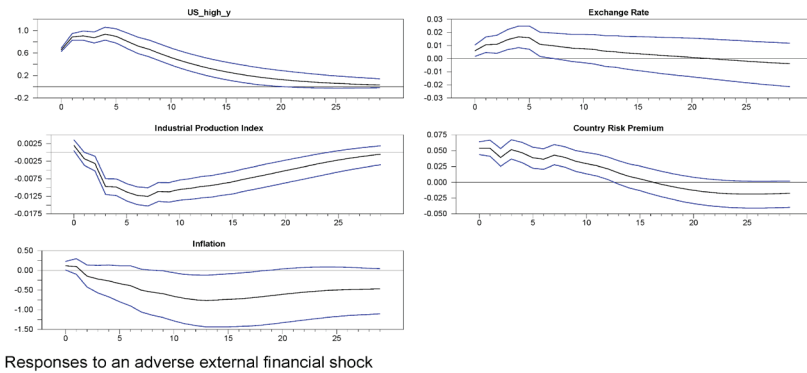 US_high_y
1.0
0.6
0.2
-0.2
0 5 10 15 20 25
Exchange Rate
0.03
0.02
0.01
0.00
-0.01
-0.02
-0.03
0 5 10 15 20 25
Industrial Production Index
0.0025
-0.0025
-0.0075
-0.0125
-0.0175
0 5 10 15 20 25
Country Risk Premium
0.075
0.050
0.025
0.000
-0.025
-0.050
0 5 10 15 20 25
Inflation
0.50
0.00
-0.50
-1.00
-1.50
0 5 10 15 20 25
Responses to an adverse external financial shock